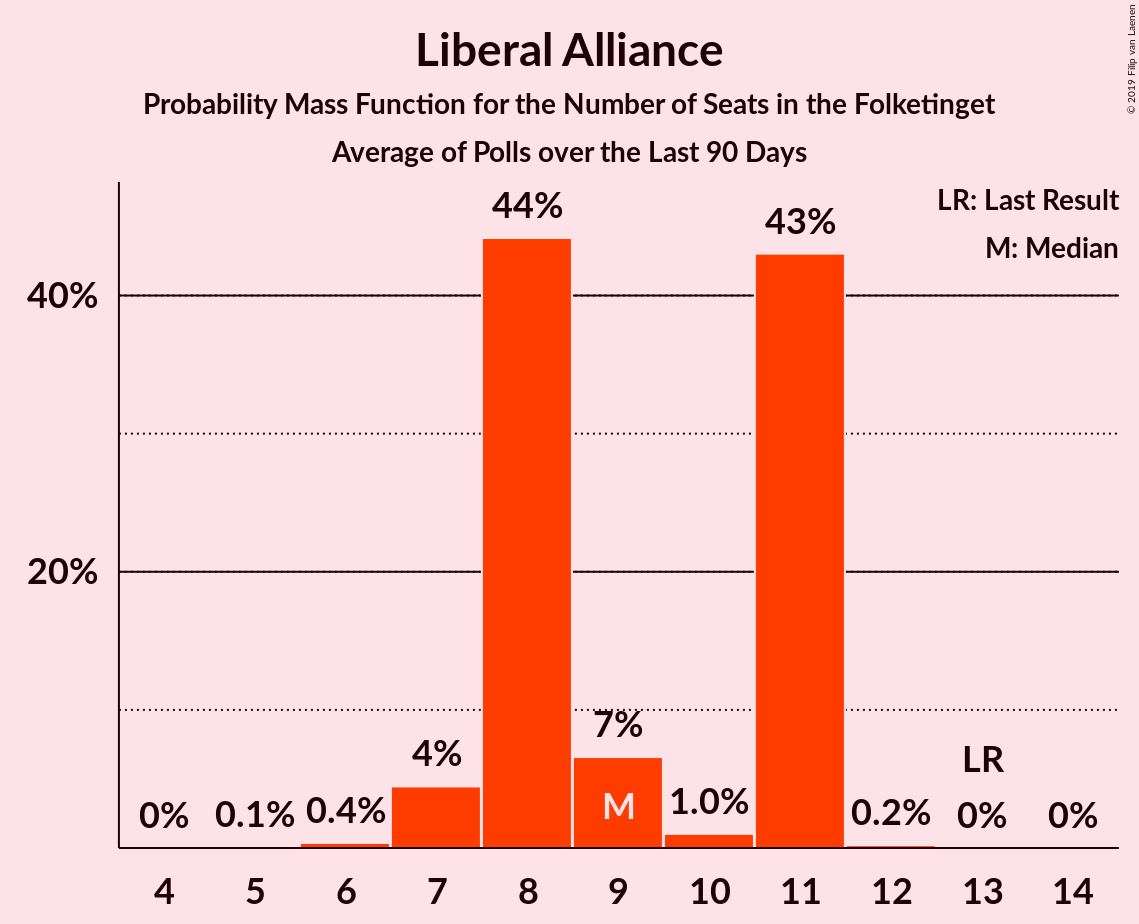 Liberal Alliance
Probability Mass Function for the Number of Seats in the Folketinget
Average of Polls over the Last 90 Days
© 2019 Filip van Laenen
LR: Last Result
M: Median
40%
20%
0%
0.1%
0.4%
4%
44%
7%
M
1.0%
43%
0.2%
LR
0%
0%
4 5 6 7 8 9 10 11 12 13 14